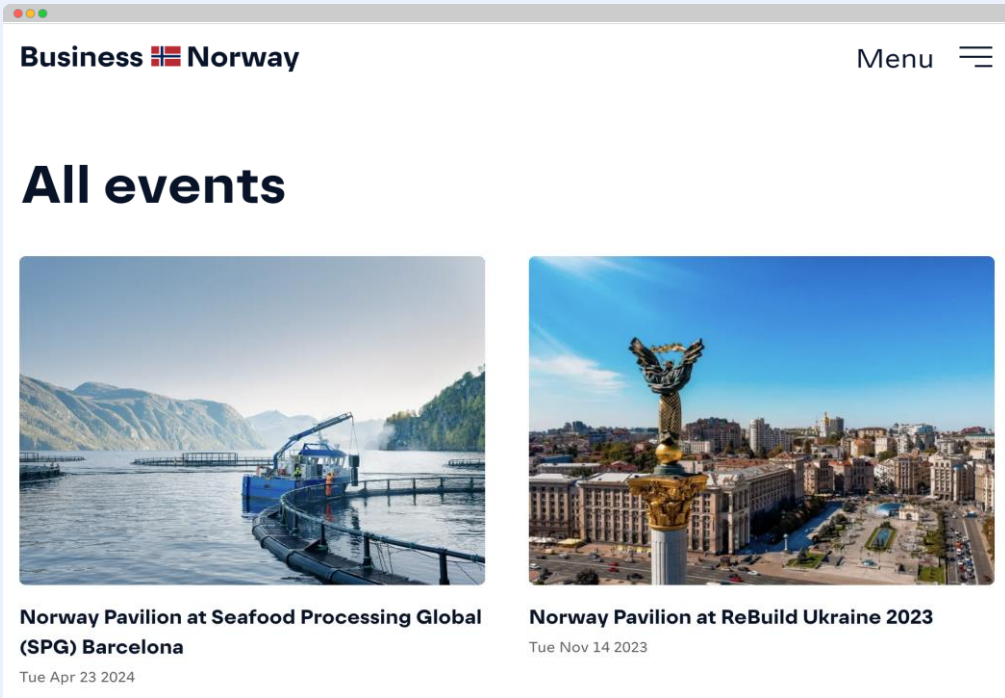 Business Norway
Menu
All events
Norway Pavilion at Seafood Processing Global
(SPG) Barcelona
Tue Apr 23 2024
Norway Pavilion at ReBuild Ukraine 2023
Tue Nov 14 2023